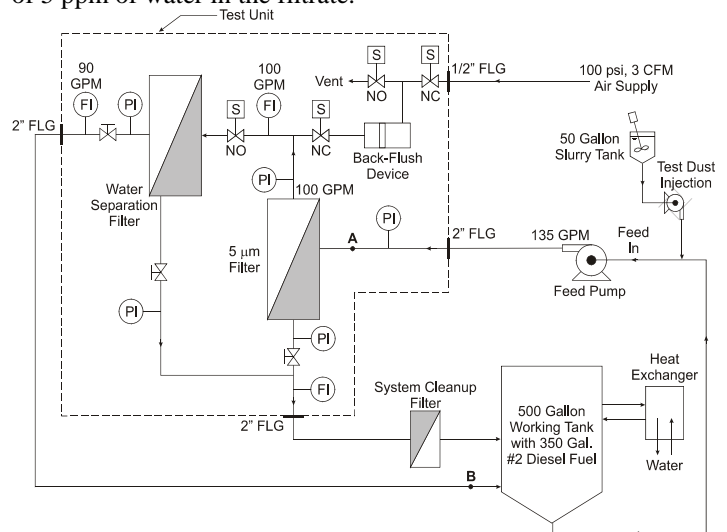 of 5 ppm of water in the filtrate.
Test Unit
90
GPM
FI
PI
2" FLG
Water
Separation
Filter
PI
S
NO
100
GPM
FI
S
NC
Vent
S
NO
S
NC
1/2" FLG
100 psi, 3 CFM
Air Supply
Back-Flush
Device
PI
100 GPM
5 μm
Filter
A
PI
2" FLG
135 GPM
Feed Pump
Feed
In
50 Gallon
Slurry Tank
Test Dust
Injection
PI
FI
2" FLG
System Cleanup
Filter
500 Gallon
Working Tank
with 350 Gal.
#2 Diesel Fuel
Heat
Exchanger
Water
B